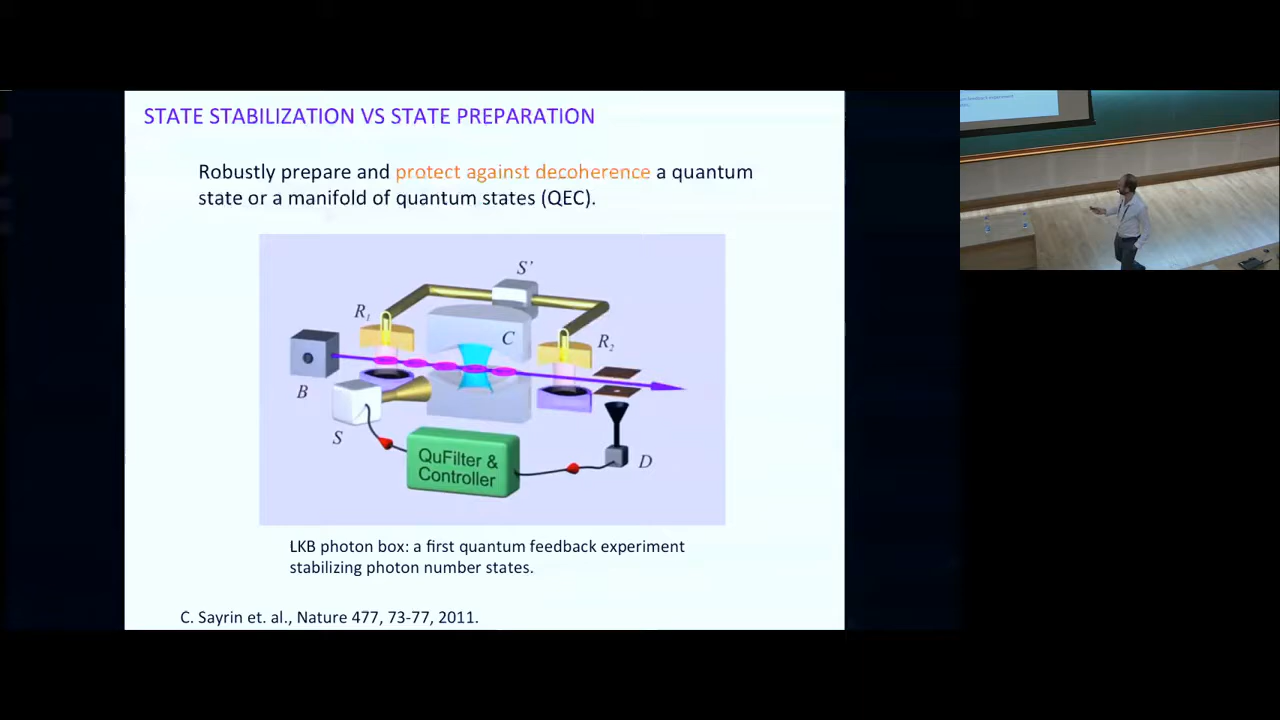 STATE STABILIZATION VS STATE PREPARATION
Robustly prepare and protect against decoherence a quantum
state or a manifold of quantum states (QEC).
S'
R1
C
R2
B
S
QuFilter &
Controller
D
LKB photon box: a first quantum feedback experiment
stabilizing photon number states.
C. Sayrin et. al., Nature 477, 73-77, 2011.